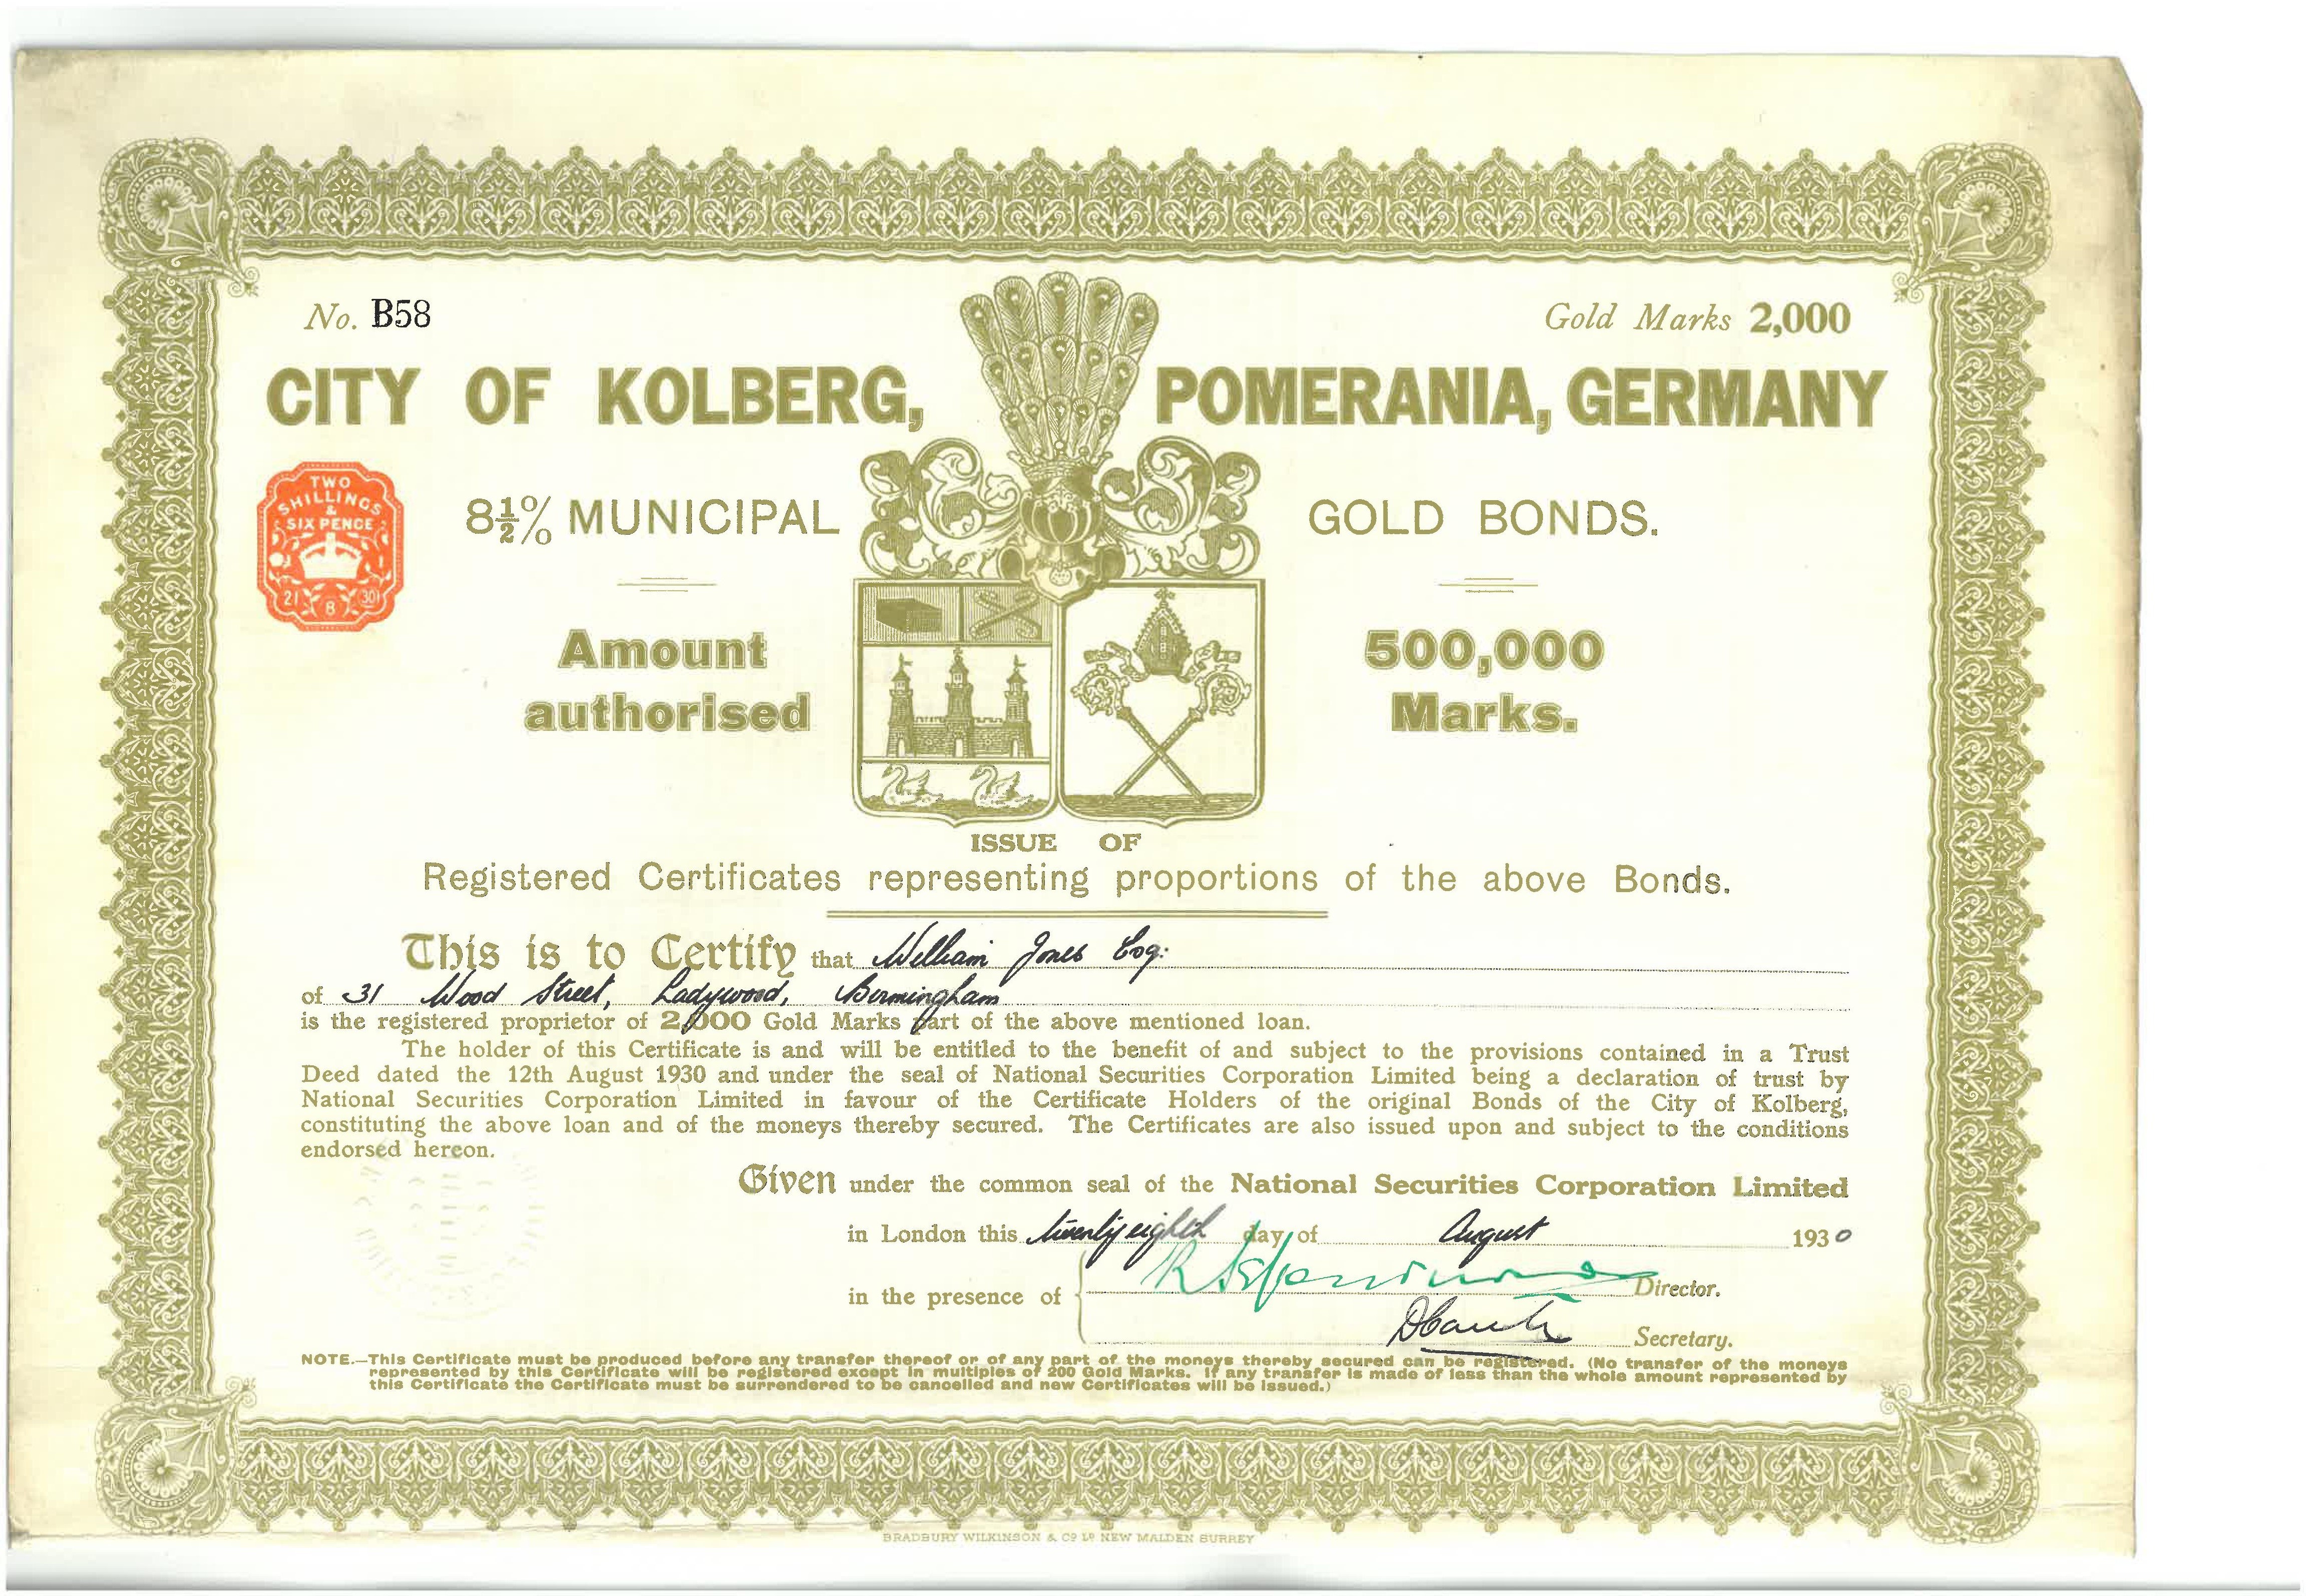 No. B58
Gold Marks 2,000
CITY OF KOLBERG, POMERANIA, GERMANY
TWO
SHILLINGS
&
SIX PENCE
21 8 30
8½% MUNICIPAL GOLD BONDS.
Amount authorised
500,000 Marks.
ISSUE OF
Registered Certificates representing proportions of the above Bonds.
This is to Certify that William Jones Esq:
of 31 Wood Street, Ladywood, Birmingham
is the registered proprietor of 2,000 Gold Marks part of the above mentioned loan.
The holder of this Certificate is and will be entitled to the benefit of and subject to the provisions contained in a Trust
Deed dated the 12th August 1930 and under the seal of National Securities Corporation Limited being a declaration of trust by
National Securities Corporation Limited in favour of the Certificate Holders of the original Bonds of the City of Kolberg,
constituting the above loan and of the moneys thereby secured. The Certificates are also issued upon and subject to the conditions
endorsed hereon.
Given under the common seal of the National Securities Corporation Limited
in London this twenty eighth day of August 1930
in the presence of
Director.
Secretary.
NOTE.—This Certificate must be produced before any transfer thereof or of any part of the moneys thereby secured can be registered. (No transfer of the moneys
represented by this Certificate will be registered except in multiples of 200 Gold Marks. If any transfer is made of less than the whole amount represented by
this Certificate the Certificate must be surrendered to be cancelled and new Certificates will be issued.)
BRADBURY WILKINSON & Co Ld NEW MALDEN SURREY